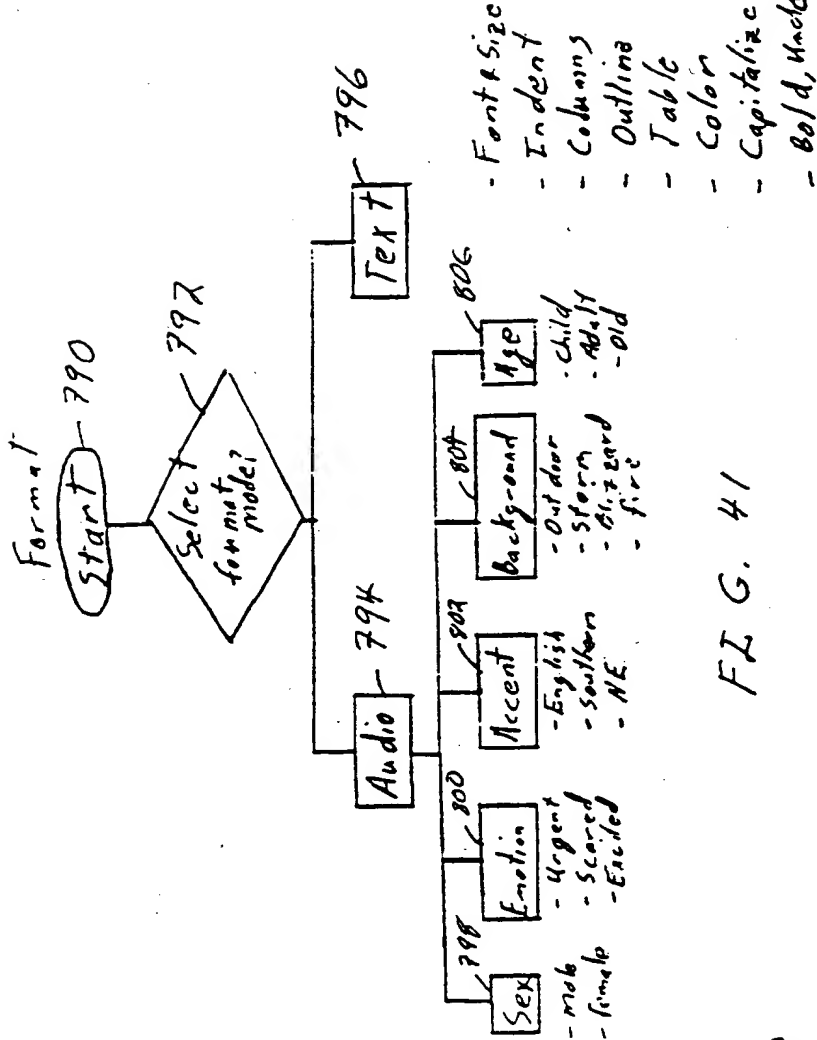 Format
Start 790
Select
format
mode? 792
Audio 794
Text 796
Sex 798
- male
- female
Emotion 800
- Urgent
- Scared
- Excited
Accent 802
- English
- Southern
- NE
Background 804
- Outdoor
- Storm
- Blizzard
- fire
Age 806
- Child
- Adult
- Old
- Font & Size
- Indent
- Columns
- Outline
- Table
- Color
- Capitalize
- Bold,
FIG. 41